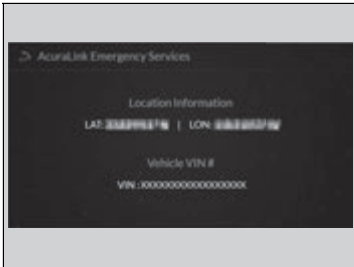 AcuraLink Emergency Services
Location Information
LAT: | LON:
Vehicle VIN #
VIN : XXXXXXXXXXXXXXXXX